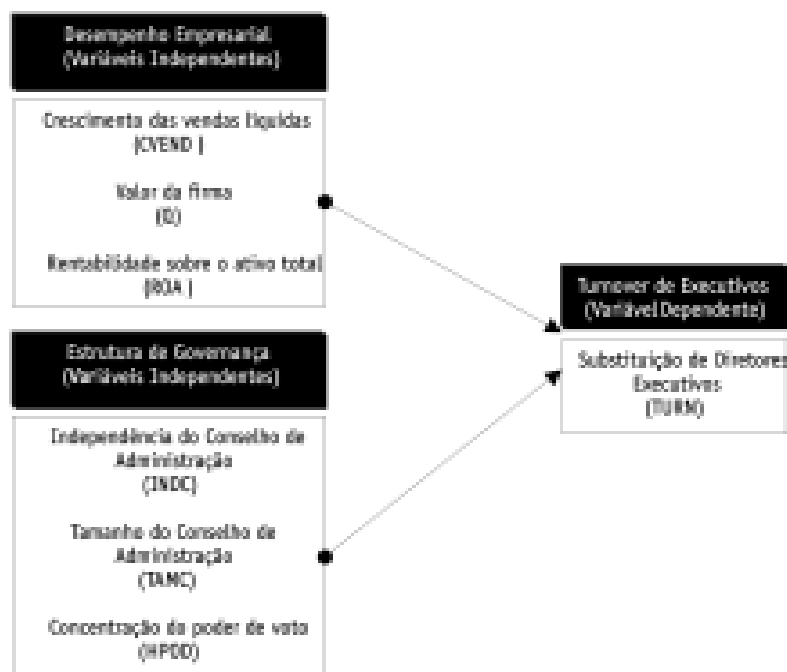 Desempenho Empresarial
(Variáveis Independentes)
Crescimento das vendas líquidas
(CVEND )
Valor da firma
(Q)
Rentabilidade sobre o ativo total
(ROA )
Estrutura de Governança
(Variáveis Independentes)
Independência do Conselho de
Administração
(INDC)
Tamanho do Conselho de
Administração
(TAMC)
Concentração do poder de voto
(HPOD)
Turnover de Executivos
(Variável Dependente)
Substituição de Diretores
Executivos
(TURN)